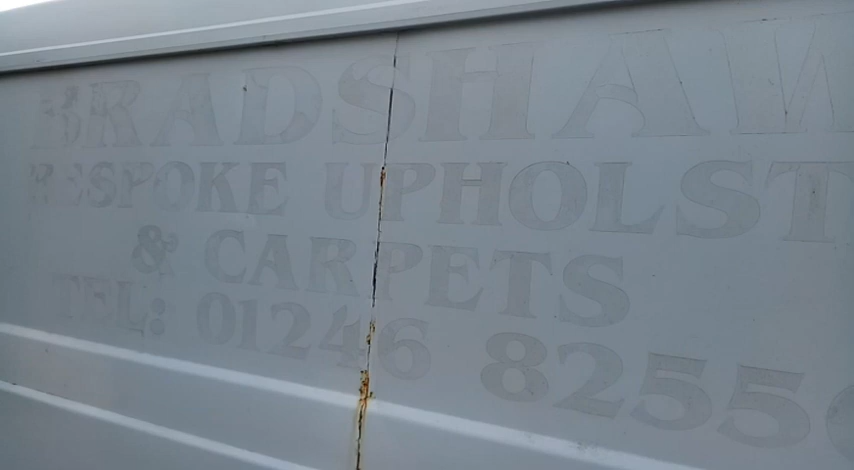 BRADSHAW
BESPOKE UPHOLST
& CARPETS
TEL: 01246 8255